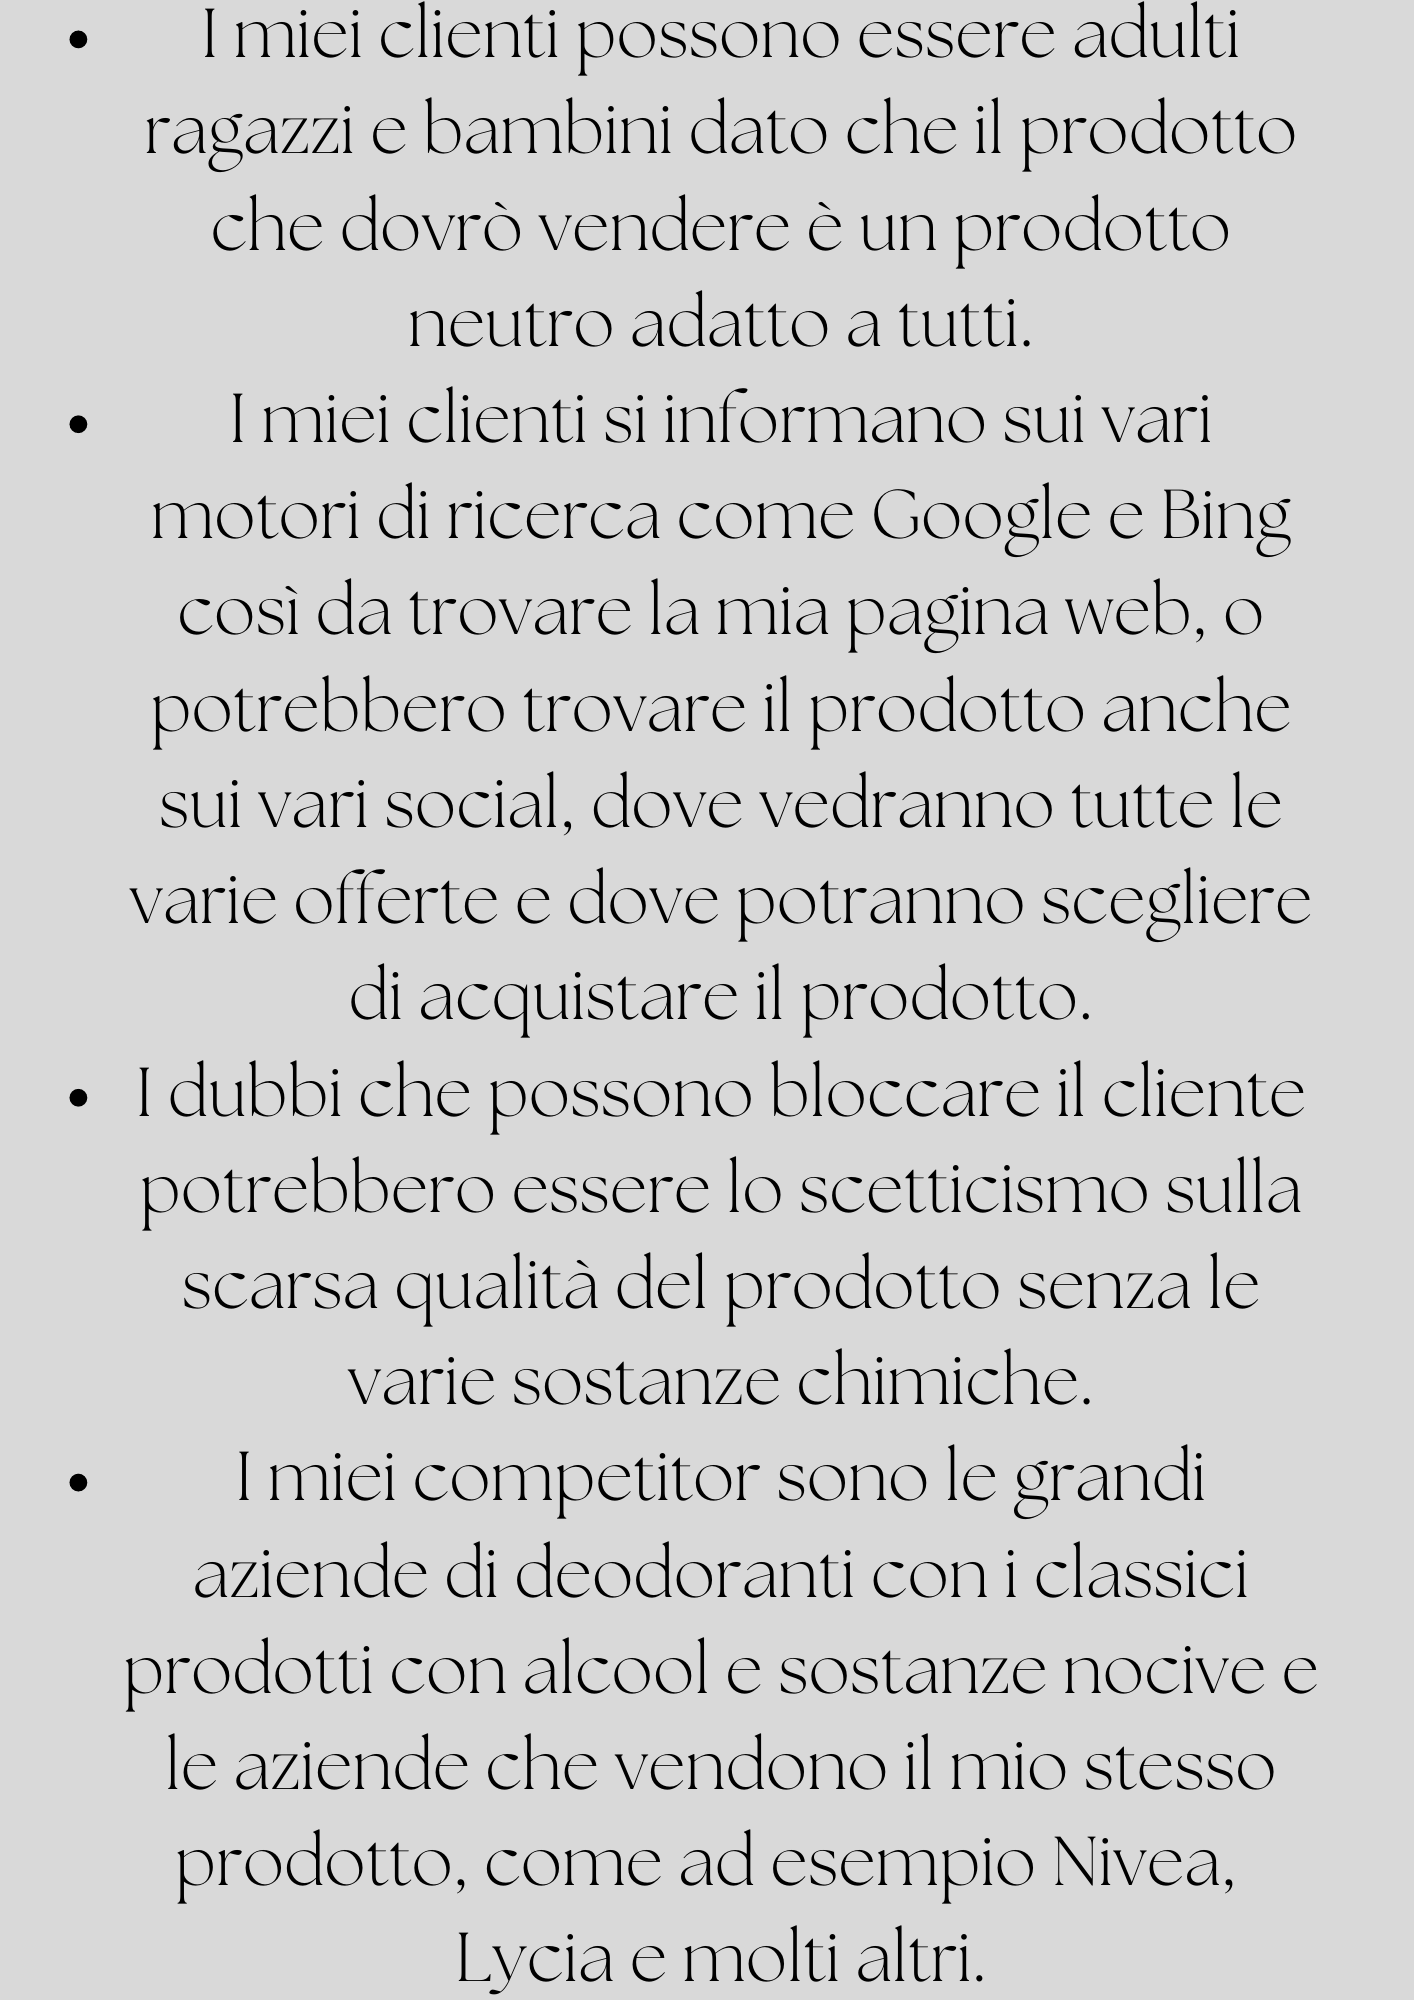 • I miei clienti possono essere adulti
ragazzi e bambini dato che il prodotto
che dovrò vendere è un prodotto
neutro adatto a tutti.
• I miei clienti si informano sui vari
motori di ricerca come Google e Bing
così da trovare la mia pagina web, o
potrebbero trovare il prodotto anche
sui vari social, dove vedranno tutte le
varie offerte e dove potranno scegliere
di acquistare il prodotto.
• I dubbi che possono bloccare il cliente
potrebbero essere lo scetticismo sulla
scarsa qualità del prodotto senza le
varie sostanze chimiche.
• I miei competitor sono le grandi
aziende di deodoranti con i classici
prodotti con alcool e sostanze nocive e
le aziende che vendono il mio stesso
prodotto, come ad esempio Nivea,
Lycia e molti altri.